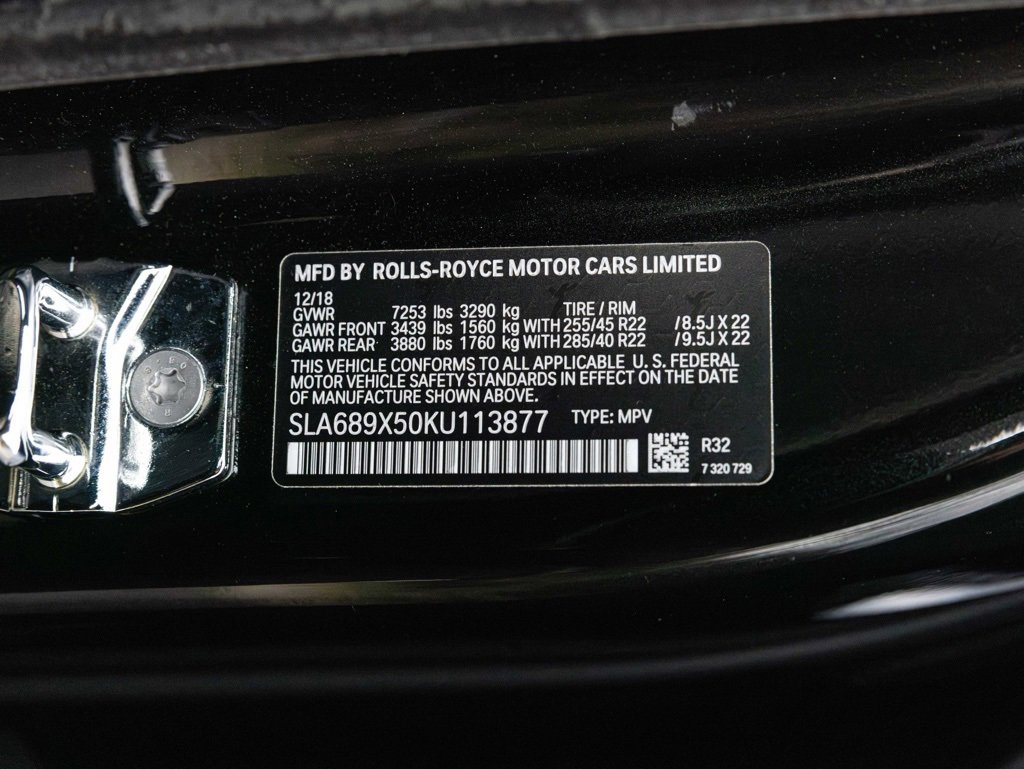 MFD BY ROLLS-ROYCE MOTOR CARS LIMITED
12/18
GVWR 7253 lbs 3290 kg TIRE / RIM
GAWR FRONT 3439 lbs 1560 kg WITH 255/45 R22 /8.5J X 22
GAWR REAR 3880 lbs 1760 kg WITH 285/40 R22 /9.5J X 22
THIS VEHICLE CONFORMS TO ALL APPLICABLE U. S. FEDERAL
MOTOR VEHICLE SAFETY STANDARDS IN EFFECT ON THE DATE
OF MANUFACTURE SHOWN ABOVE.
SLA689X50KU113877 TYPE: MPV
R32
7 320 729